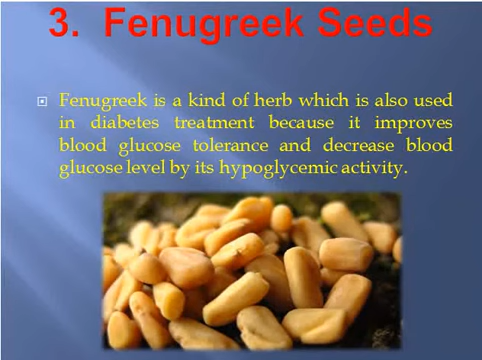 3. Fenugreek Seeds
Fenugreek is a kind of herb which is also used
in diabetes treatment because it improves
blood glucose tolerance and decrease blood
glucose level by its hypoglycemic activity.